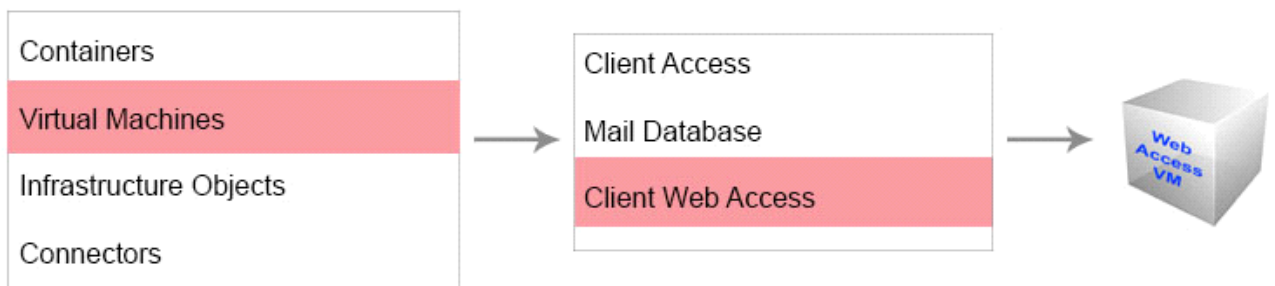 Containers
Virtual Machines
Infrastructure Objects
Connectors
Client Access
Mail Database
Client Web Access
Web
Access
VM